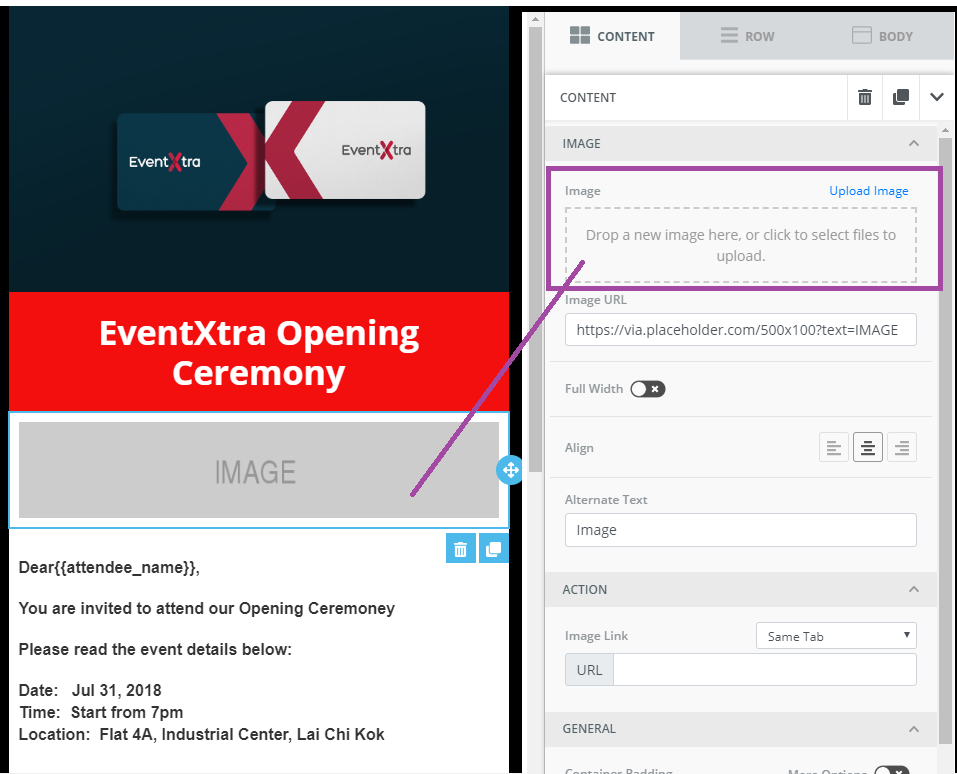 EventXtra
EventXtra
EventXtra Opening
Ceremony
IMAGE
Dear{{attendee_name}},
You are invited to attend our Opening Ceremoney
Please read the event details below:
Date: Jul 31, 2018
Time: Start from 7pm
Location: Flat 4A, Industrial Center, Lai Chi Kok
CONTENT ROW BODY
CONTENT
IMAGE
Image Upload Image
Drop a new image here, or click to select files to
upload.
Image URL
https://via.placeholder.com/500x100?text=IMAGE
Full Width
Align
Alternate Text
Image
ACTION
Image Link Same Tab
URL
GENERAL
Container Padding More Options